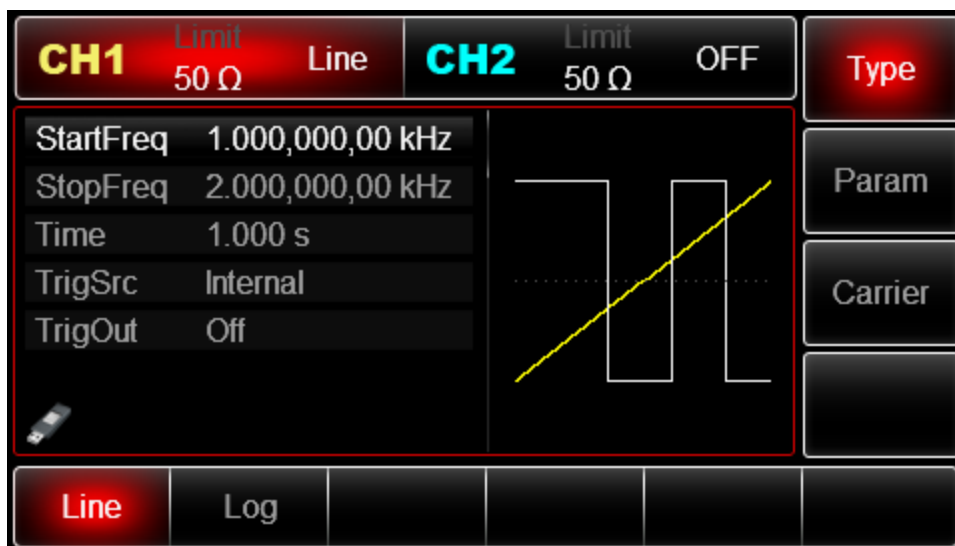 CH1 Limit 50 Ω Line
CH2 Limit 50 Ω OFF
Type
StartFreq 1.000,000,00 kHz
StopFreq 2.000,000,00 kHz
Time 1.000 s
TrigSrc Internal
TrigOut Off
Param
Carrier
Line Log